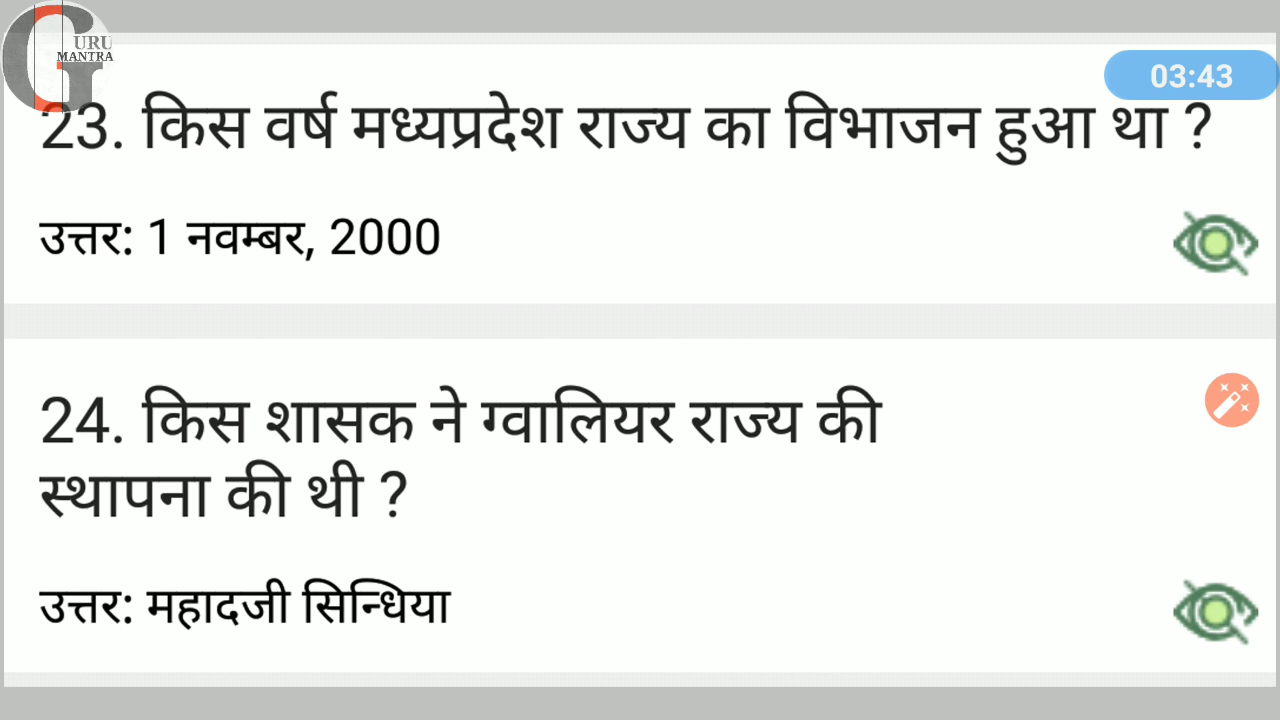 GURU
MANTRA
03:43
23. किस वर्ष मध्यप्रदेश राज्य का विभाजन हुआ था ?
उत्तर: 1 नवम्बर, 2000
24. किस शासक ने ग्वालियर राज्य की
स्थापना की थी ?
उत्तर: महादजी सिन्धिया